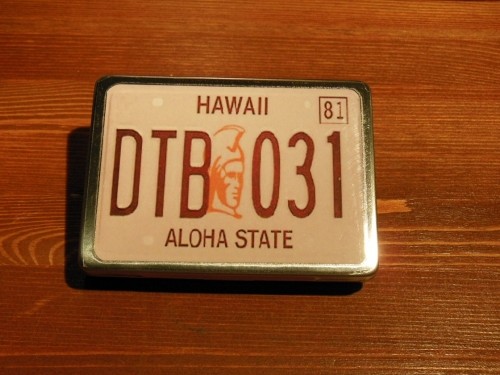 HAWAII 81
DTB 031
ALOHA STATE